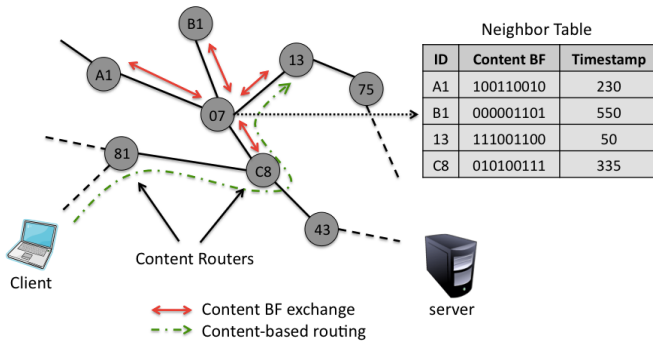 B1
Neighbor Table
13
A1
ID Content BF Timestamp
75
A1 100110010 230
07
B1 000001101 550
13 111001100 50
81
C8
C8 010100111 335
43
Content Routers
Client
server
Content BF exchange
Content-based routing